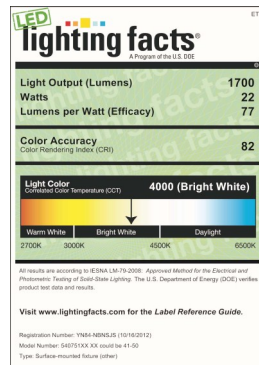 LED
ET
lighting facts®
A Program of the U.S. DOE
Light Output (Lumens) 1700
Watts 22
Lumens per Watt (Efficacy) 77
Color Accuracy
Color Rendering Index (CRI) 82
Light Color
Correlated Color Temperature (CCT) 4000 (Bright White)
Warm White Bright White Daylight
2700K 3000K 4500K 6500K
All results are according to IESNA LM-79-2008: Approved Method for the Electrical and
Photometric Testing of Solid-State Lighting. The U.S. Department of Energy (DOE) verifies
product test data and results.
Visit www.lightingfacts.com for the Label Reference Guide.
Registration Number: YN84-NBNSJS (10/16/2012)
Model Number: 540751XX XX could be 41-50
Type: Surface-mounted fixture (other)